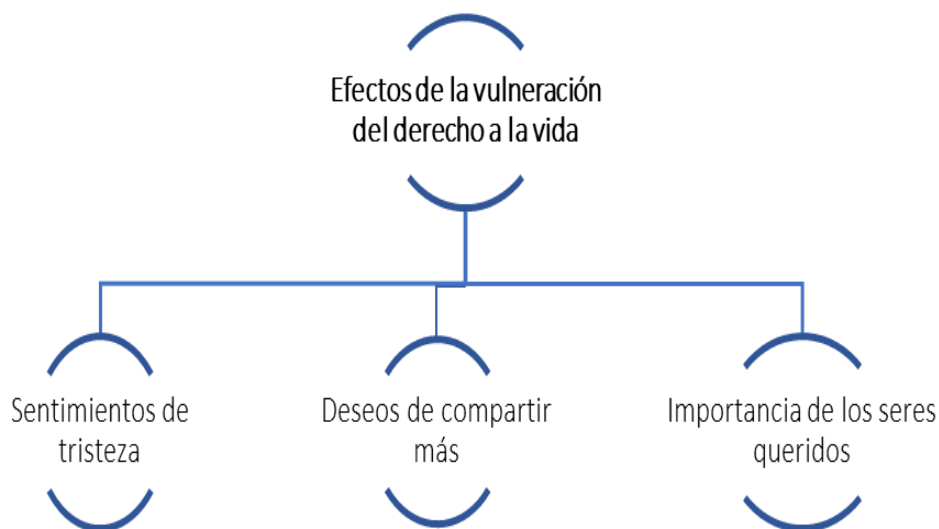 Efectos de la vulneración
del derecho a la vida
Sentimientos de
tristeza
Deseos de compartir
más
Importancia de los seres
queridos